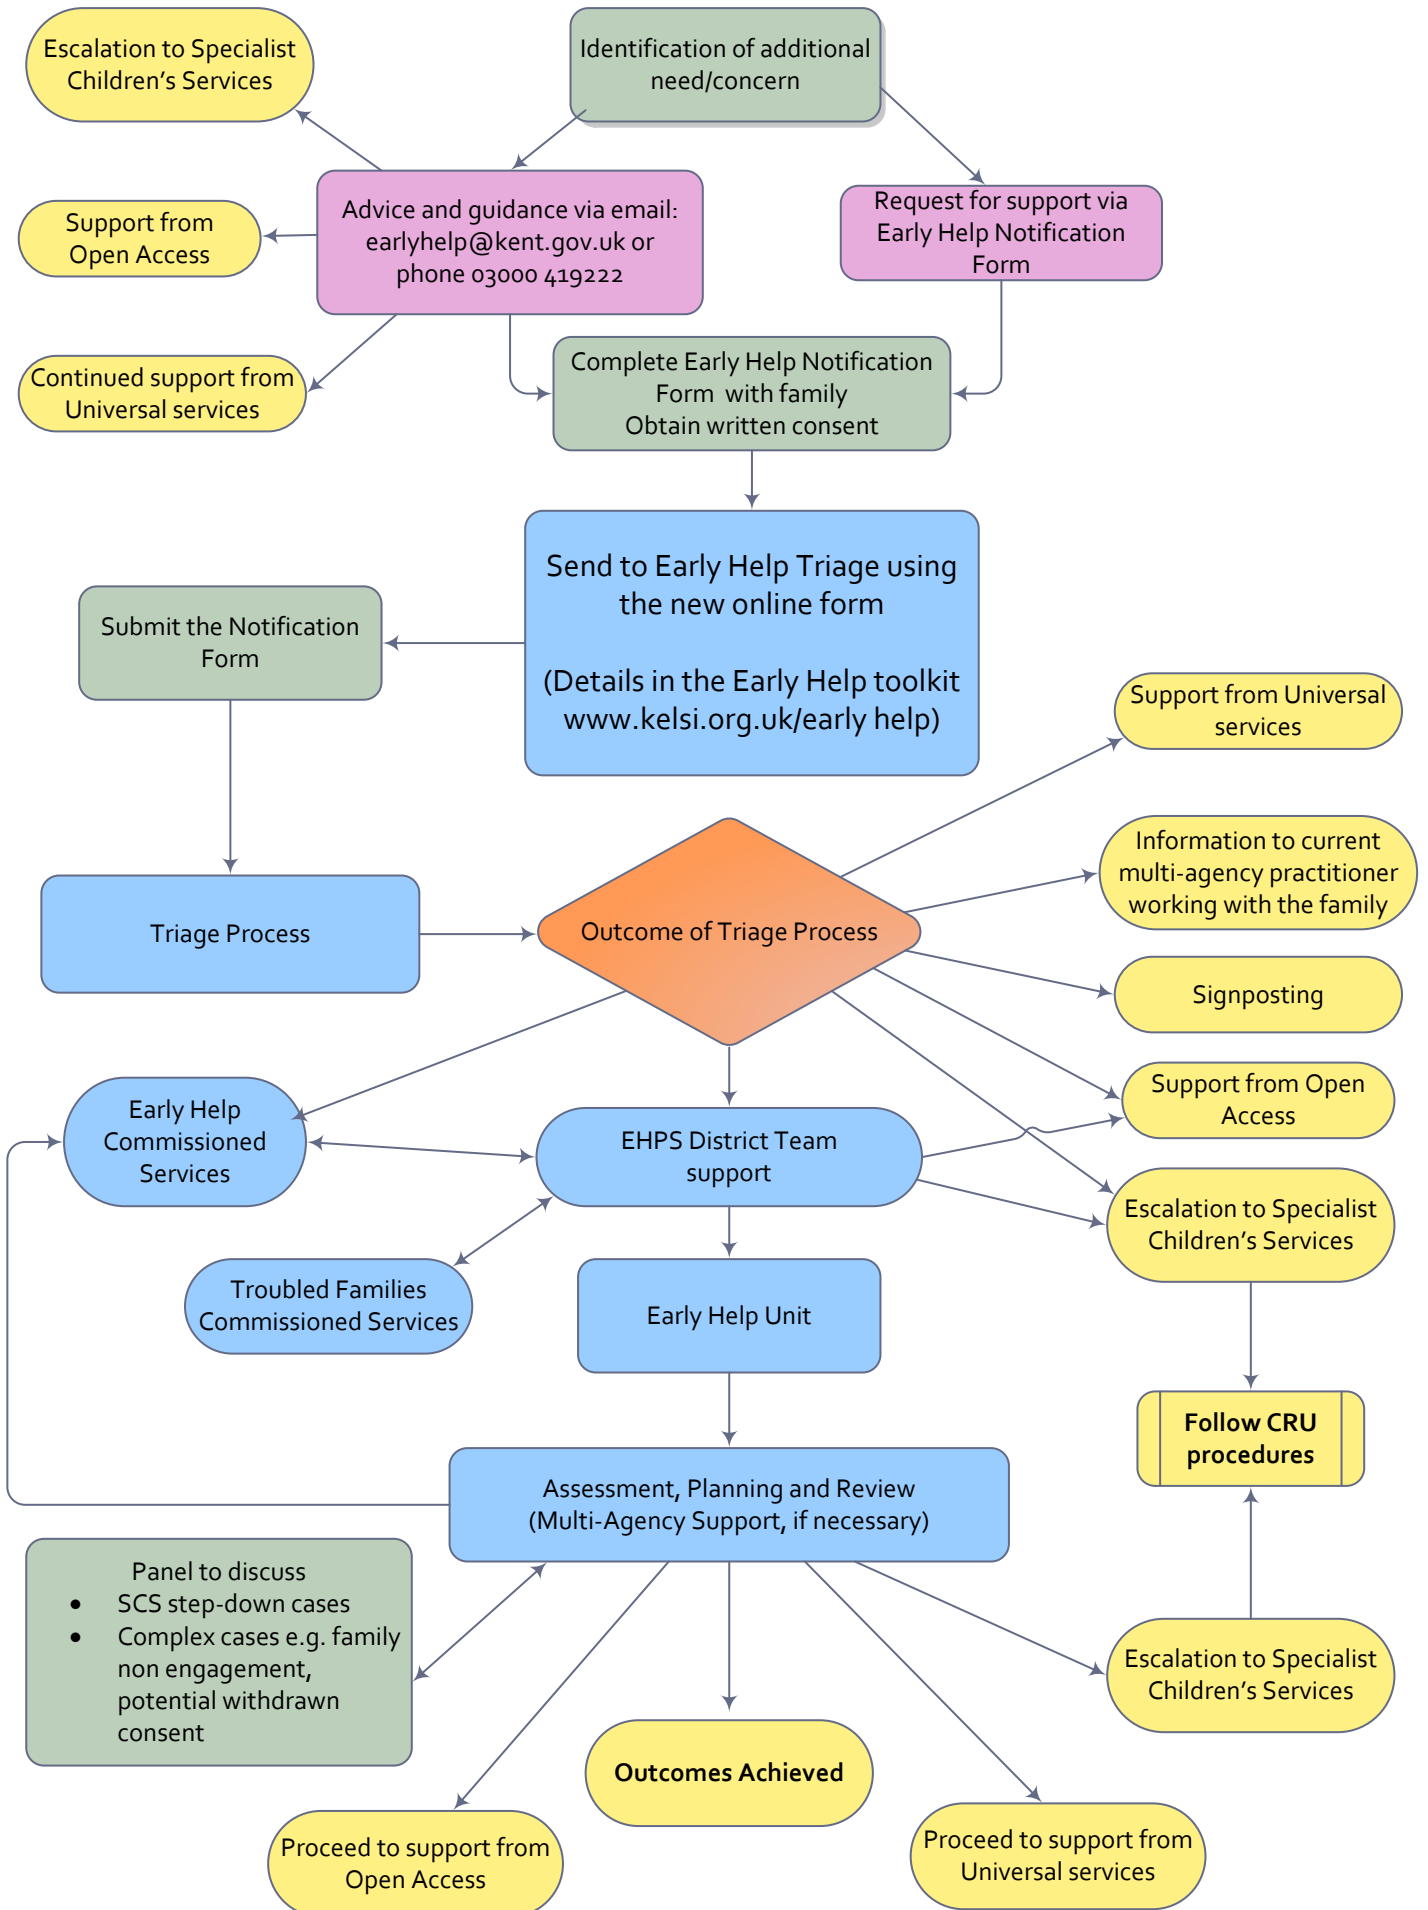 Escalation to Specialist
Children's Services
Identification of additional
need/concern
Advice and guidance via email:
earlyhelp@kent.gov.uk or
phone 03000 419222
Request for support via
Early Help Notification
Form
Support from
Open Access
Continued support from
Universal services
Complete Early Help Notification
Form with family
Obtain written consent
Send to Early Help Triage using
the new online form
(Details in the Early Help toolkit
www.kelsi.org.uk/early help)
Submit the Notification
Form
Support from Universal
services
Information to current
multi-agency practitioner
working with the family
Triage Process
Outcome of Triage Process
Signposting
Support from Open
Access
Early Help
Commissioned
Services
EHPS District Team
support
Escalation to Specialist
Children's Services
Troubled Families
Commissioned Services
Early Help Unit
Follow CRU
procedures
Assessment, Planning and Review
(Multi-Agency Support, if necessary)
Panel to discuss
• SCS step-down cases
• Complex cases e.g. family
non engagement,
potential withdrawn
consent
Escalation to Specialist
Children's Services
Outcomes Achieved
Proceed to support from
Open Access
Proceed to support from
Universal services